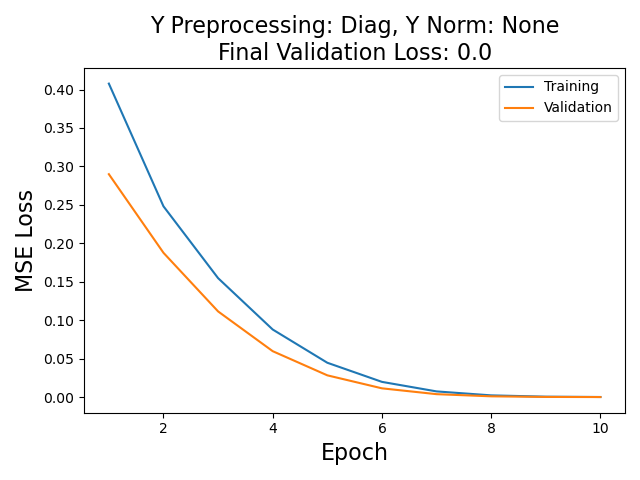 Y Preprocessing: Diag, Y Norm: None
Final Validation Loss: 0.0
Training
Validation
0.40
0.35
0.30
0.25
0.20
0.15
0.10
0.05
0.00
MSE Loss
2 4 6 8 10
Epoch